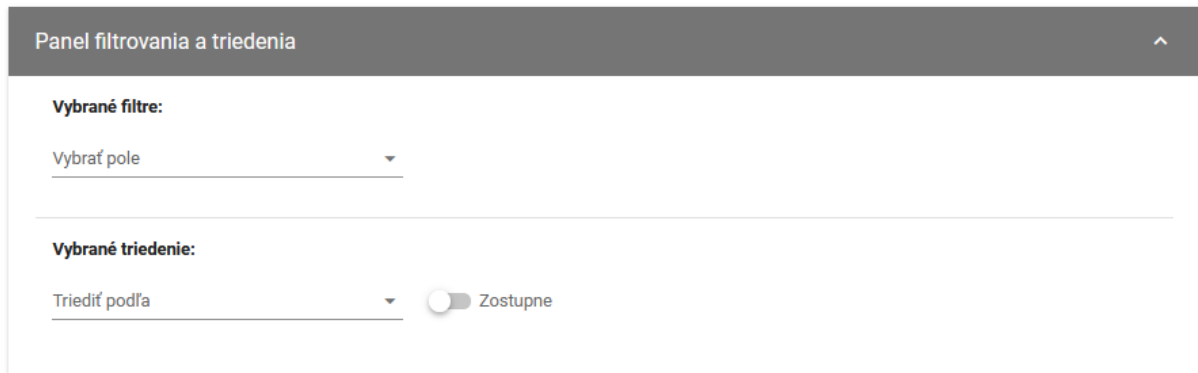 Panel filtrovania a triedenia
Vybrané filtre:
Vybrať pole
Vybrané triedenie:
Triediť podľa
Zostupne